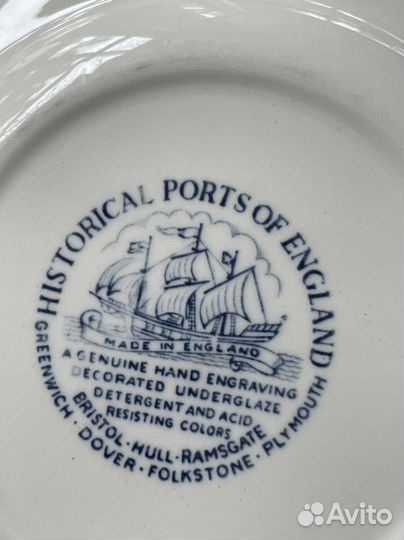 HISTORICAL PORTS OF ENGLAND
MADE IN ENGLAND
A GENUINE HAND ENGRAVING
DECORATED UNDERGLAZE
DETERGENT AND ACID
RESISTING COLORS
BRISTOL · HULL · RAMSGATE
GREENWICH · DOVER · FOLKSTONE · PLYMOUTH
Avito